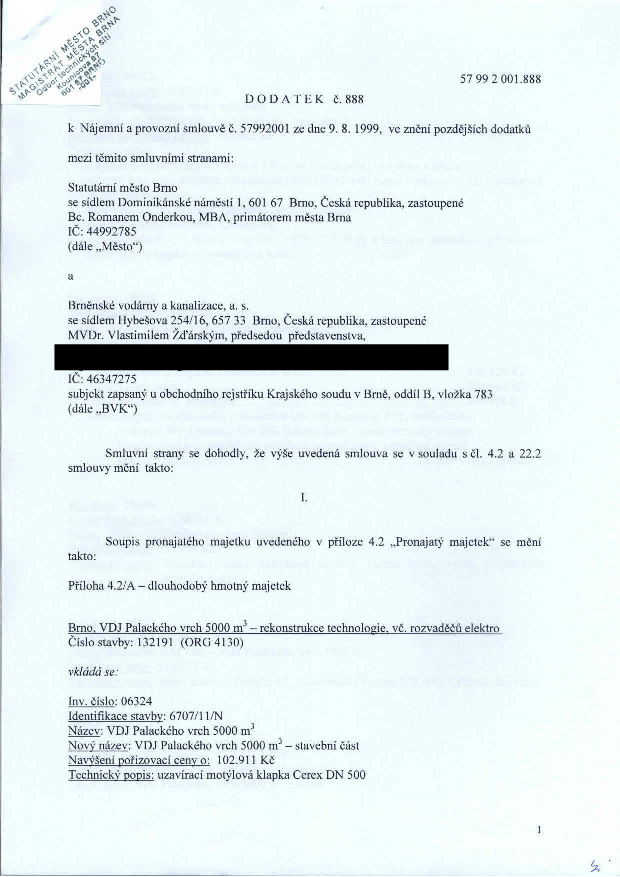 STATUTÁRNÍ MĚSTO BRNO
MAGISTRÁT MĚSTA BRNA
Odbor technických sítí
Kounicova 67
601 67 BRNO
57 99 2 001.888
DODATEK č. 888
k Nájemní a provozní smlouvě č. 57992001 ze dne 9. 8. 1999, ve znění pozdějších dodatků
mezi těmito smluvními stranami:
Statutární město Brno
se sídlem Dominikánské náměstí 1, 601 67 Brno, Česká republika, zastoupené
Bc. Romanem Onderkou, MBA, primátorem města Brna
IČ: 44992785
(dále „Město“)
a
Brněnské vodárny a kanalizace, a. s.
se sídlem Hybešova 254/16, 657 33 Brno, Česká republika, zastoupené
MVDr. Vlastimilem Žďárským, předsedou představenstva,
IČ: 46347275
subjekt zapsaný u obchodního rejstříku Krajského soudu v Brně, oddíl B, vložka 783
(dále „BVK“)
Smluvní strany se dohodly, že výše uvedená smlouva se v souladu s čl. 4.2 a 22.2
smlouvy mění takto:
I.
Soupis pronajatého majetku uvedeného v příloze 4.2 „Pronajatý majetek“ se mění
takto:
Příloha 4.2/A – dlouhodobý hmotný majetek
Brno, VDJ Palackého vrch 5000 m³ – rekonstrukce technologie, vč. rozvaděčů elektro
Číslo stavby: 132191 (ORG 4130)
vkládá se:
Inv. číslo: 06324
Identifikace stavby: 6707/11/N
Název: VDJ Palackého vrch 5000 m³
Nový název: VDJ Palackého vrch 5000 m³ – stavební část
Navýšení pořizovací ceny o: 102.911 Kč
Technický popis: uzavírací motýlová klapka Cerex DN 500
1